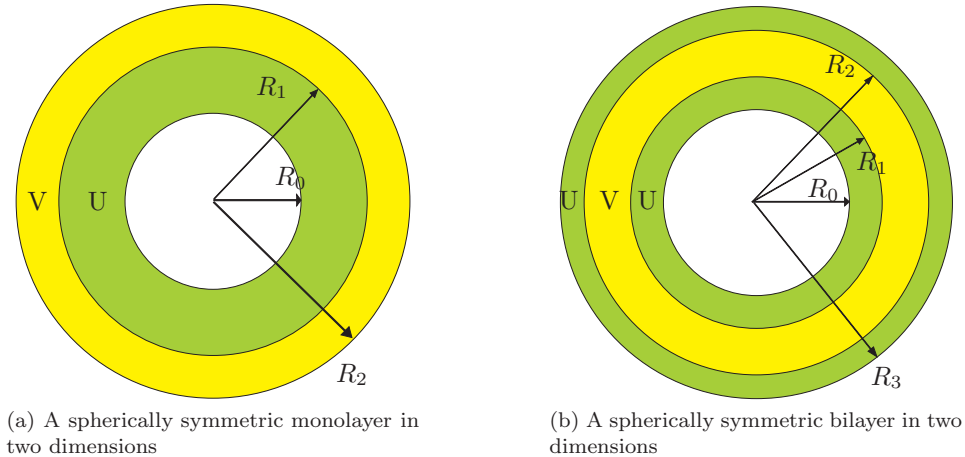 R₁
R₀
V U
R₂
(a) A spherically symmetric monolayer in
two dimensions
R₂
R₁
R₀
U V U
R₃
(b) A spherically symmetric bilayer in two
dimensions